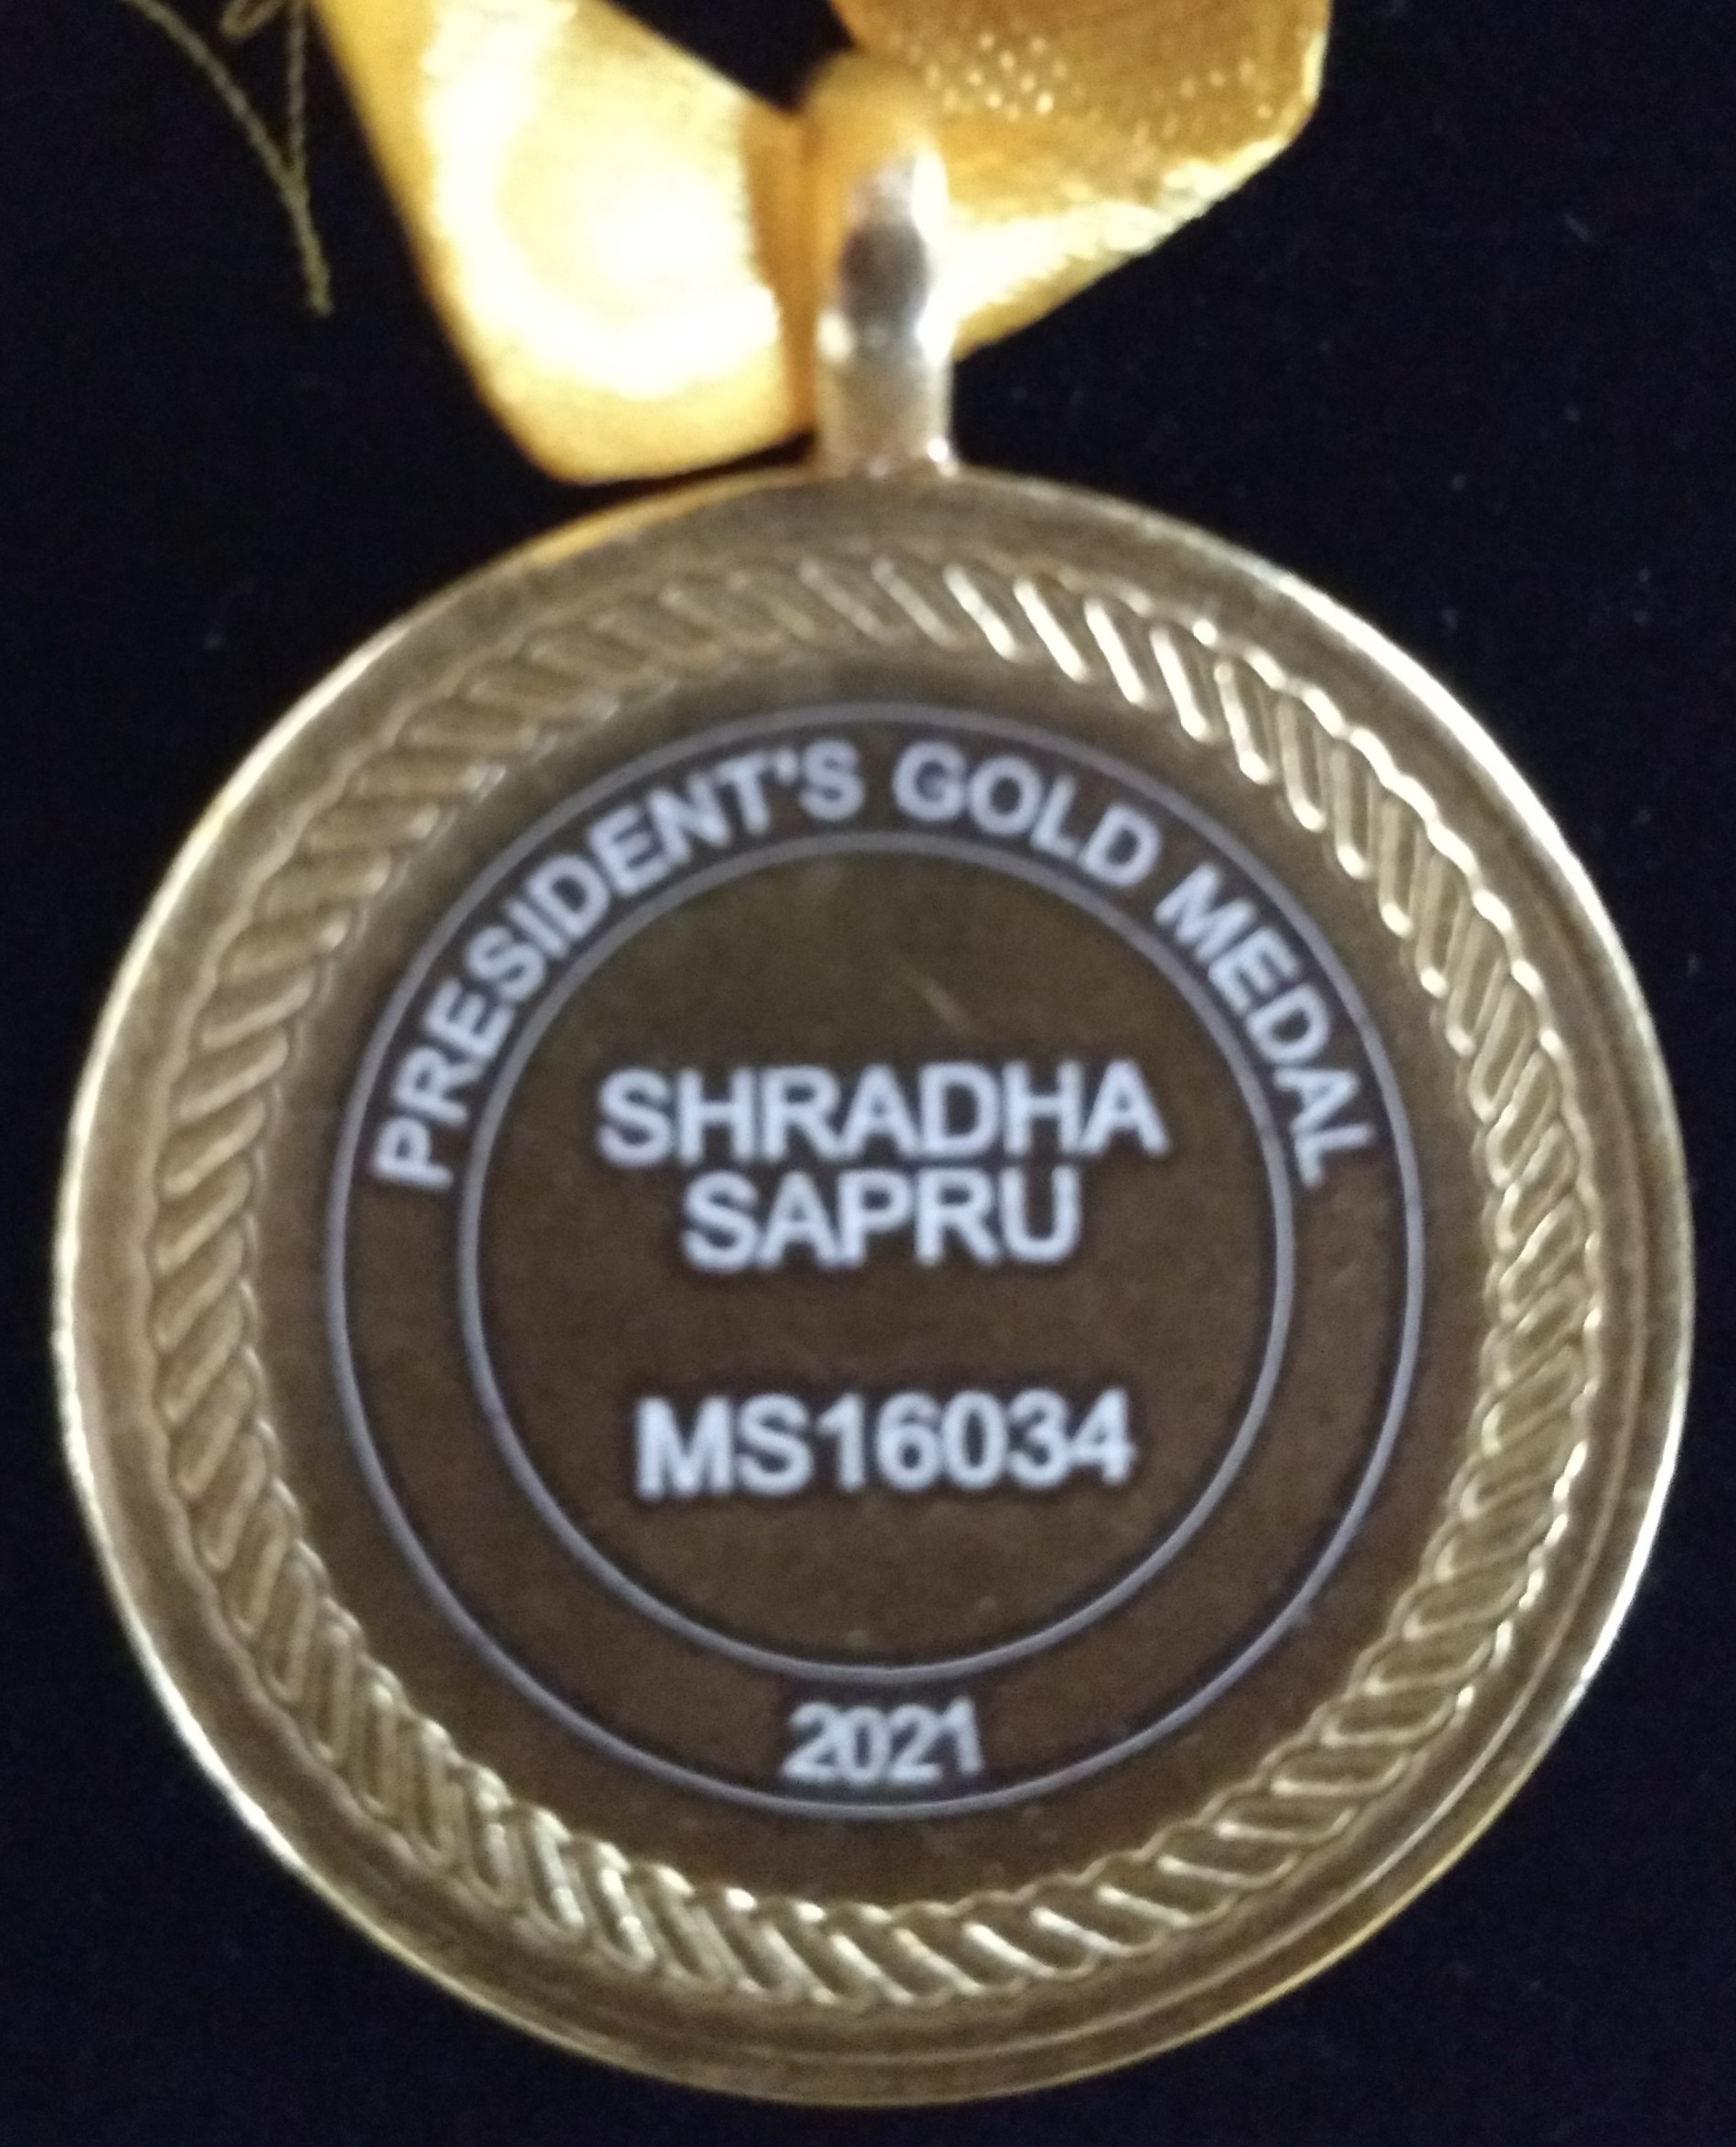 PRESIDENT'S GOLD MEDAL
SHRADHA
SAPRU
MS16034
2021